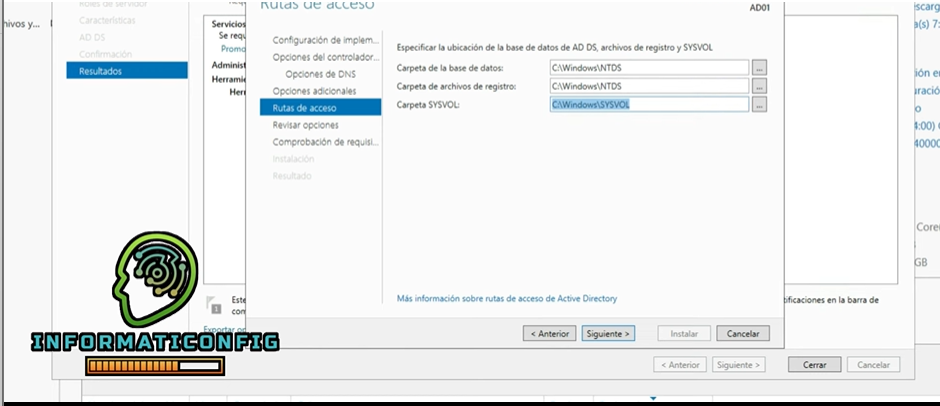 Rutas de acceso
AD01
Roles de servidor
Características
AD DS
Confirmación
Resultados
hivos y...
Servicios
Se requ
Promo
Administ
Herramie
Herr
Configuración de implem...
Opciones del controlador...
Opciones de DNS
Opciones adicionales
Rutas de acceso
Revisar opciones
Comprobación de requisi...
Instalación
Resultado
Especificar la ubicación de la base de datos de AD DS, archivos de registro y SYSVOL
Carpeta de la base de datos: C:\Windows\NTDS ...
Carpeta de archivos de registro: C:\Windows\NTDS ...
Carpeta SYSVOL: C:\Windows\SYSVOL ...
Más información sobre rutas de acceso de Active Directory
< Anterior Siguiente > Instalar Cancelar
1
Este
com
tificaciones en la barra de
Exportar op
< Anterior Siguiente > Cerrar Cancelar
escarg
a(s) 7:
ión en
uració
o
4:00) 
40000
Core
GB
INFORMATICONFIG